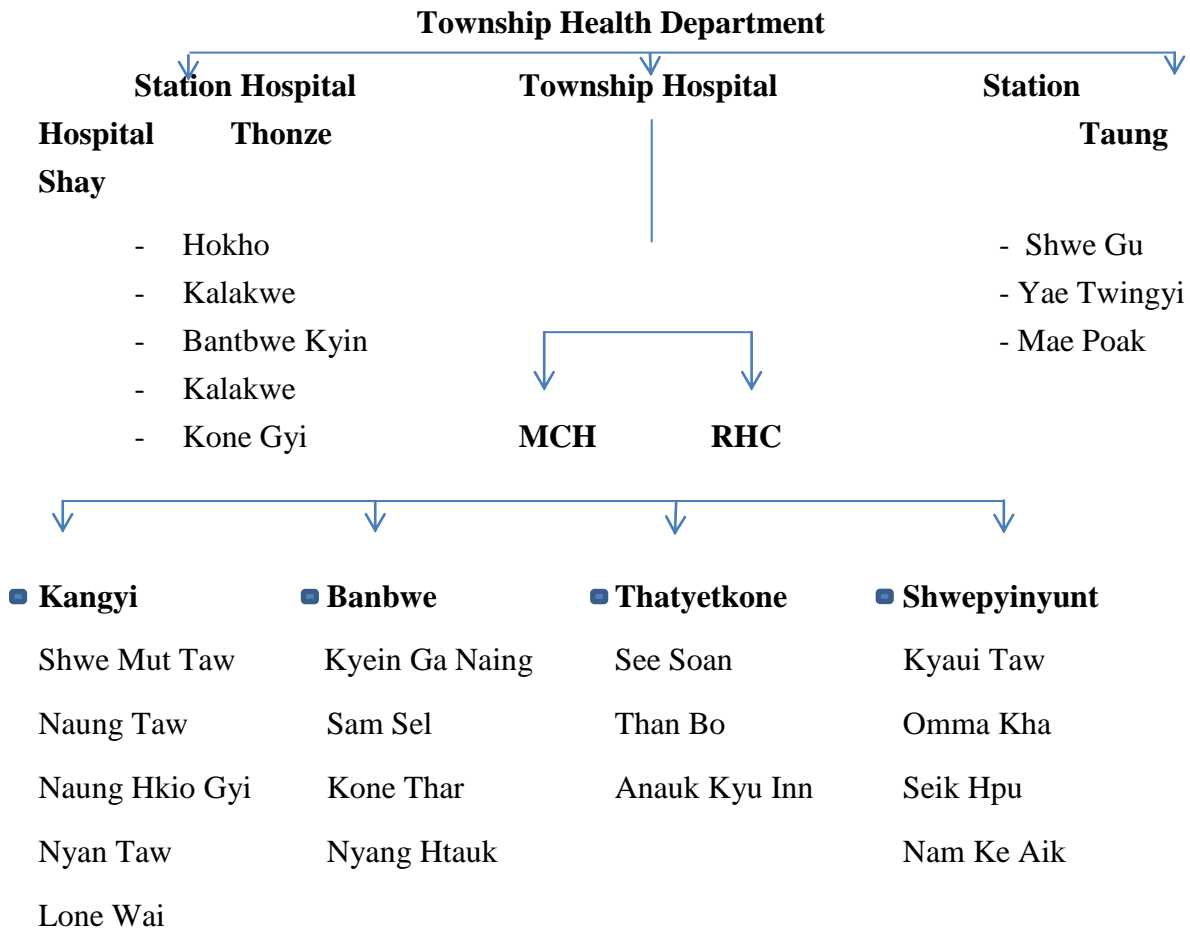 Township Health Department
Station Hospital Township Hospital Station
Hospital Thonze Taung
Shay
- Hokho - Shwe Gu
- Kalakwe - Yae Twingyi
- Bantbwe Kyin - Mae Poak
- Kalakwe
- Kone Gyi MCH RHC
Kangyi Banbwe Thatyetkone Shwepyinyunt
Shwe Mut Taw Kyein Ga Naing See Soan Kyaui Taw
Naung Taw Sam Sel Than Bo Omma Kha
Naung Hkio Gyi Kone Thar Anauk Kyu Inn Seik Hpu
Nyan Taw Nyang Htauk Nam Ke Aik
Lone Wai